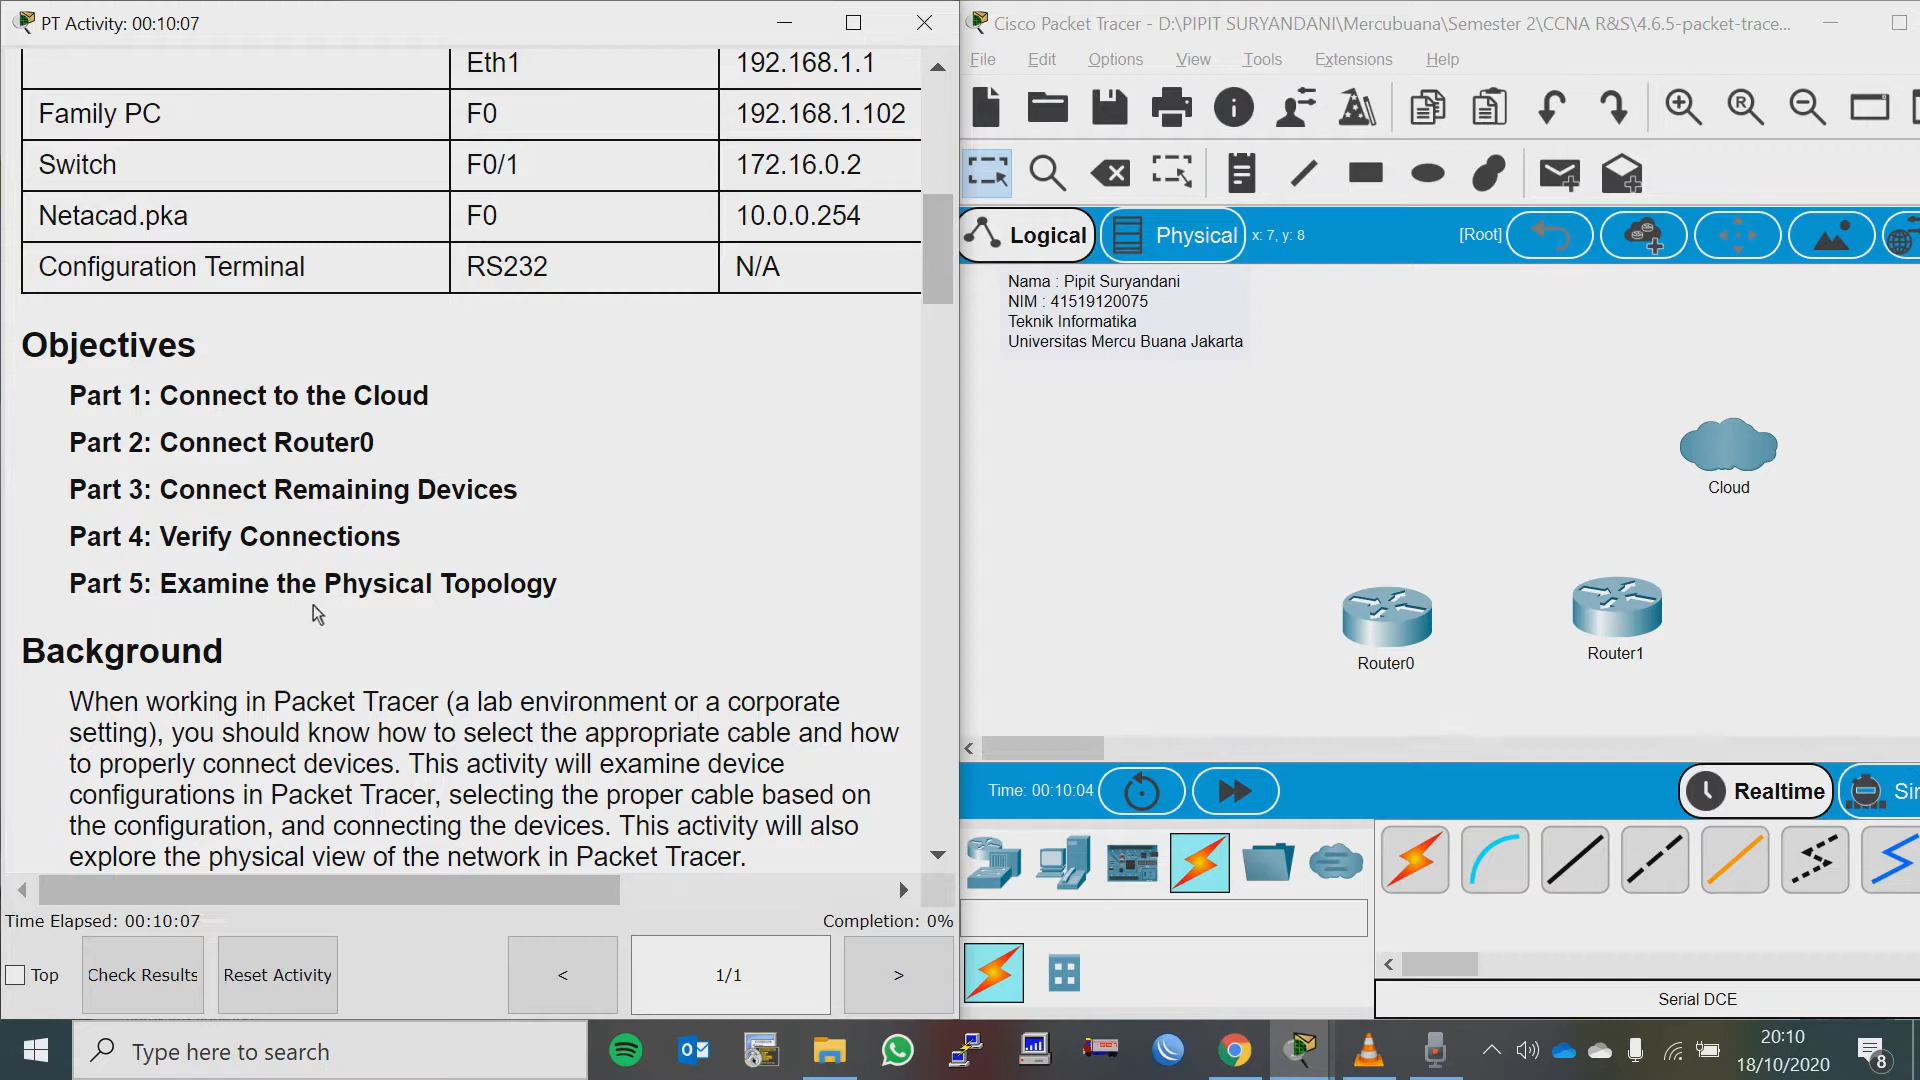 PT Activity: 00:10:07
Eth1 192.168.1.1
Family PC F0 192.168.1.102
Switch F0/1 172.16.0.2
Netacad.pka F0 10.0.0.254
Configuration Terminal RS232 N/A
Objectives
Part 1: Connect to the Cloud
Part 2: Connect Router0
Part 3: Connect Remaining Devices
Part 4: Verify Connections
Part 5: Examine the Physical Topology
Background
When working in Packet Tracer (a lab environment or a corporate
setting), you should know how to select the appropriate cable and how
to properly connect devices. This activity will examine device
configurations in Packet Tracer, selecting the proper cable based on
the configuration, and connecting the devices. This activity will also
explore the physical view of the network in Packet Tracer.
Time Elapsed: 00:10:07 Completion: 0%
Top Check Results Reset Activity < 1/1 >
Cisco Packet Tracer - D:\PIPIT SURYANDANI\Mercubuana\Semester 2\CCNA R&S\4.6.5-packet-trace...
File Edit Options View Tools Extensions Help
Logical Physical x: 7, y: 8 [Root]
Nama : Pipit Suryandani
NIM : 41519120075
Teknik Informatika
Universitas Mercu Buana Jakarta
Cloud
Router0
Router1
Time: 00:10:04 Realtime Sir
Serial DCE
Type here to search
20:10
18/10/2020
8